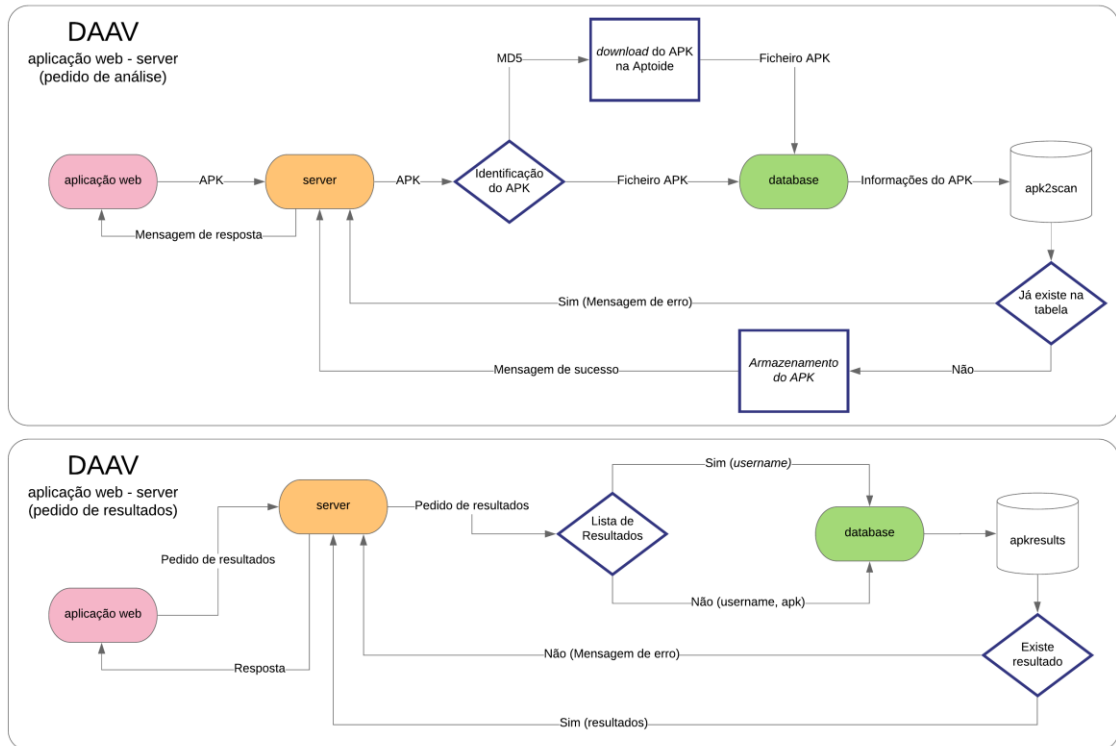 DAAV
aplicação web - server
(pedido de análise)
MD5
download do APK
na Aptoide
Ficheiro APK
aplicação web
APK
server
APK
Identificação
do APK
Ficheiro APK
database
Informações do APK
apk2scan
Mensagem de resposta
Sim (Mensagem de erro)
Já existe na
tabela
Mensagem de sucesso
Armazenamento
do APK
Não
DAAV
aplicação web - server
(pedido de resultados)
Sim (username)
server
Pedido de resultados
Lista de
Resultados
database
apkresults
Pedido de resultados
aplicação web
Não (username, apk)
Resposta
Não (Mensagem de erro)
Existe
resultado
Sim (resultados)